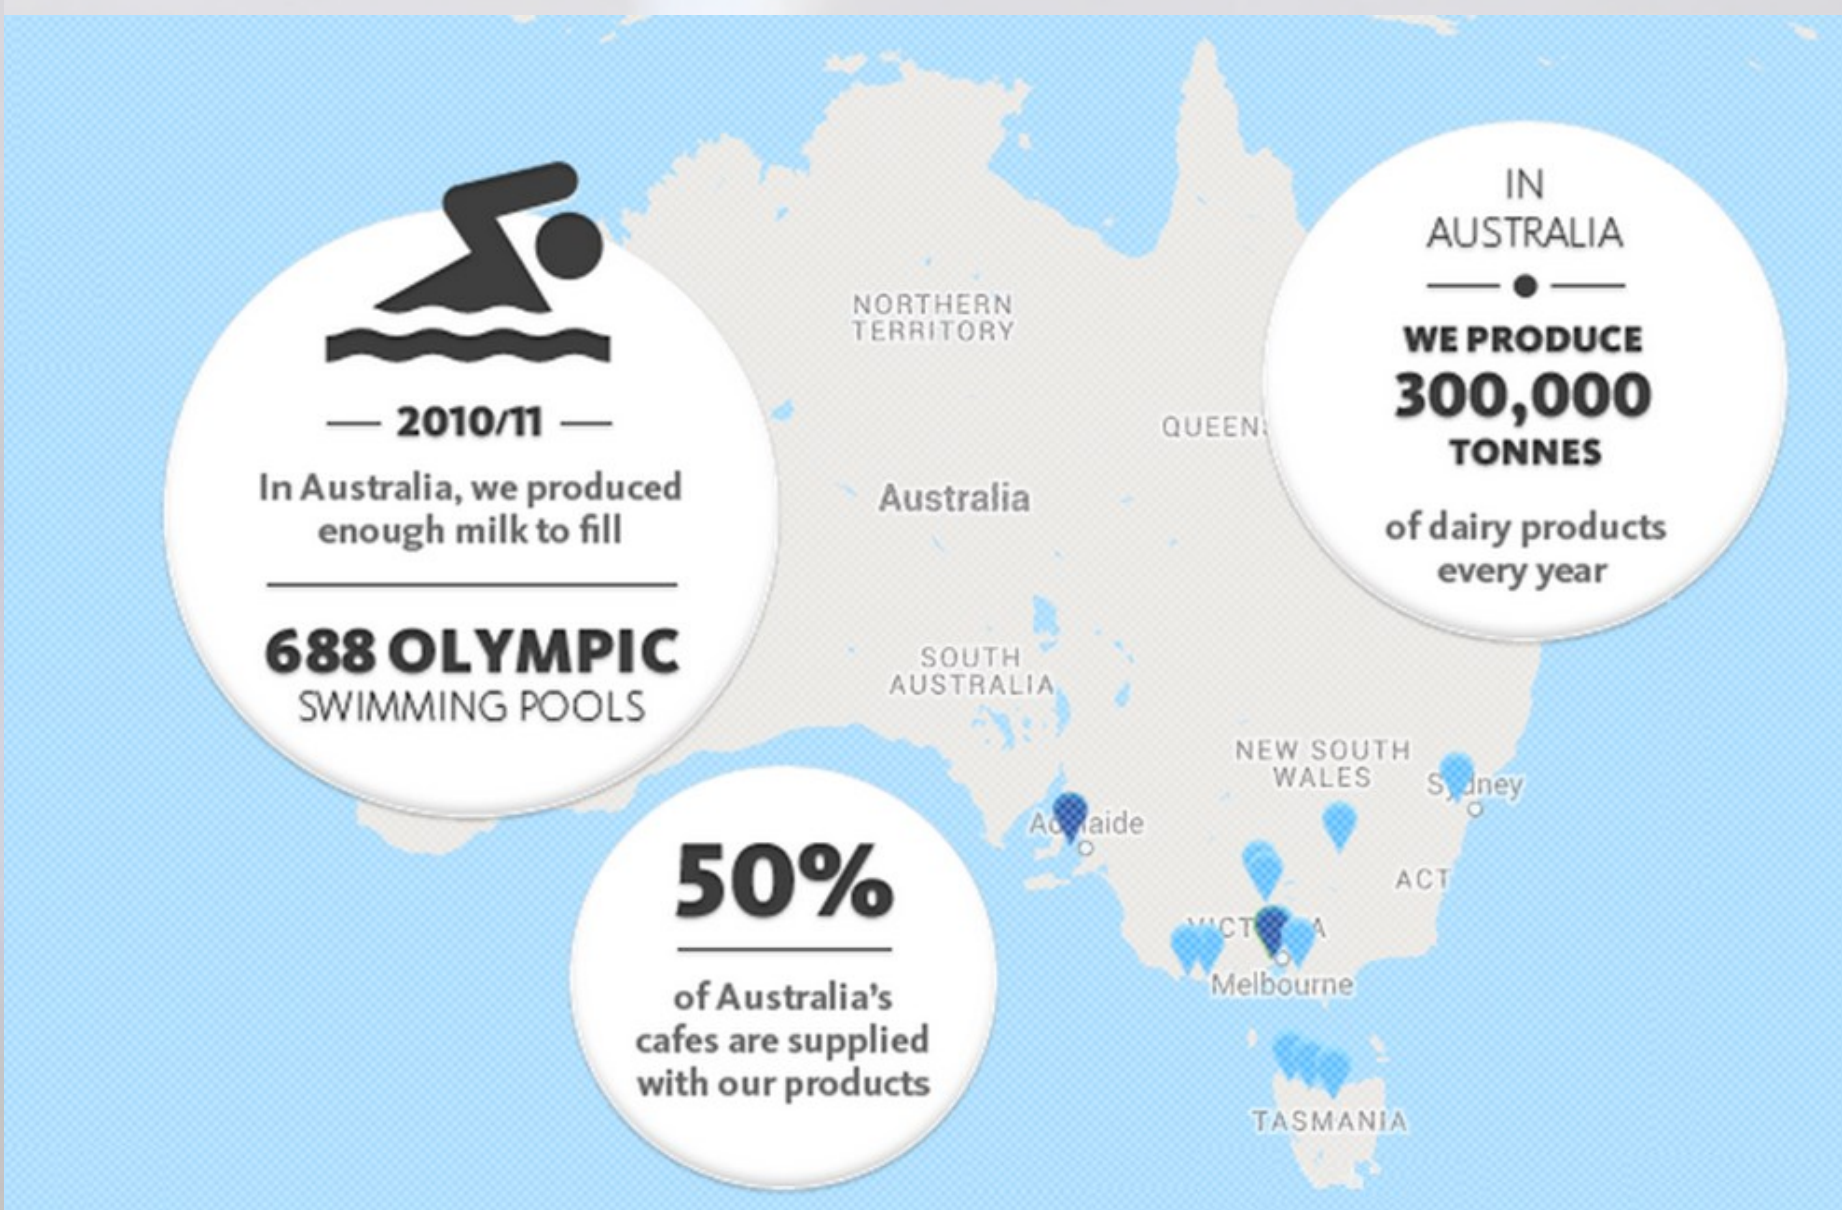 2010/11
In Australia, we produced
enough milk to fill
688 OLYMPIC
SWIMMING POOLS
IN
AUSTRALIA
WE PRODUCE
300,000
TONNES
of dairy products
every year
50%
of Australia's
cafes are supplied
with our products
NORTHERN
TERRITORY
Australia
SOUTH
AUSTRALIA
NEW SOUTH
WALES
ACT
Melbourne
TASMANIA